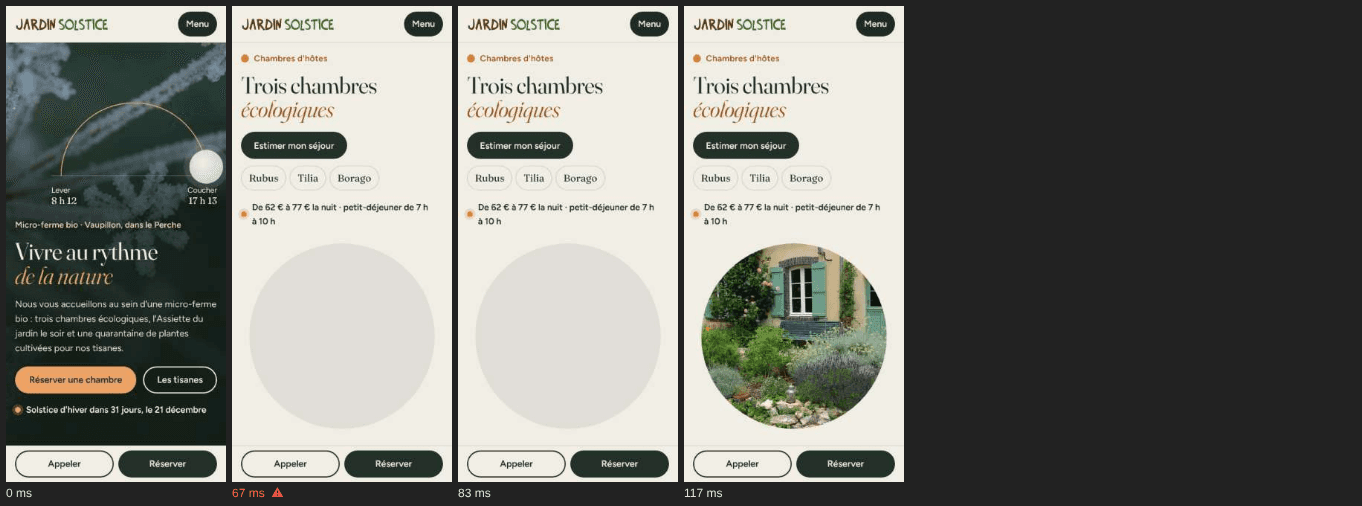 JARDIN SOLSTICE
Menu
Lever
8 h 12
Coucher
17 h 13
Micro-ferme bio · Vaupillon, dans le Perche
Vivre au rythme
de la nature
Nous vous accueillons au sein d'une micro-ferme
bio : trois chambres écologiques, l'Assiette du
jardin le soir et une quarantaine de plantes
cultivées pour nos tisanes.
Réserver une chambre
Les tisanes
Solstice d'hiver dans 31 jours, le 21 décembre
Appeler
Réserver
0 ms
JARDIN SOLSTICE
Menu
Chambres d'hôtes
Trois chambres
écologiques
Estimer mon séjour
Rubus
Tilia
Borago
De 62 € à 77 € la nuit · petit-déjeuner de 7 h
à 10 h
Appeler
Réserver
67 ms
JARDIN SOLSTICE
Menu
Chambres d'hôtes
Trois chambres
écologiques
Estimer mon séjour
Rubus
Tilia
Borago
De 62 € à 77 € la nuit · petit-déjeuner de 7 h
à 10 h
Appeler
Réserver
83 ms
JARDIN SOLSTICE
Menu
Chambres d'hôtes
Trois chambres
écologiques
Estimer mon séjour
Rubus
Tilia
Borago
De 62 € à 77 € la nuit · petit-déjeuner de 7 h
à 10 h
Appeler
Réserver
117 ms